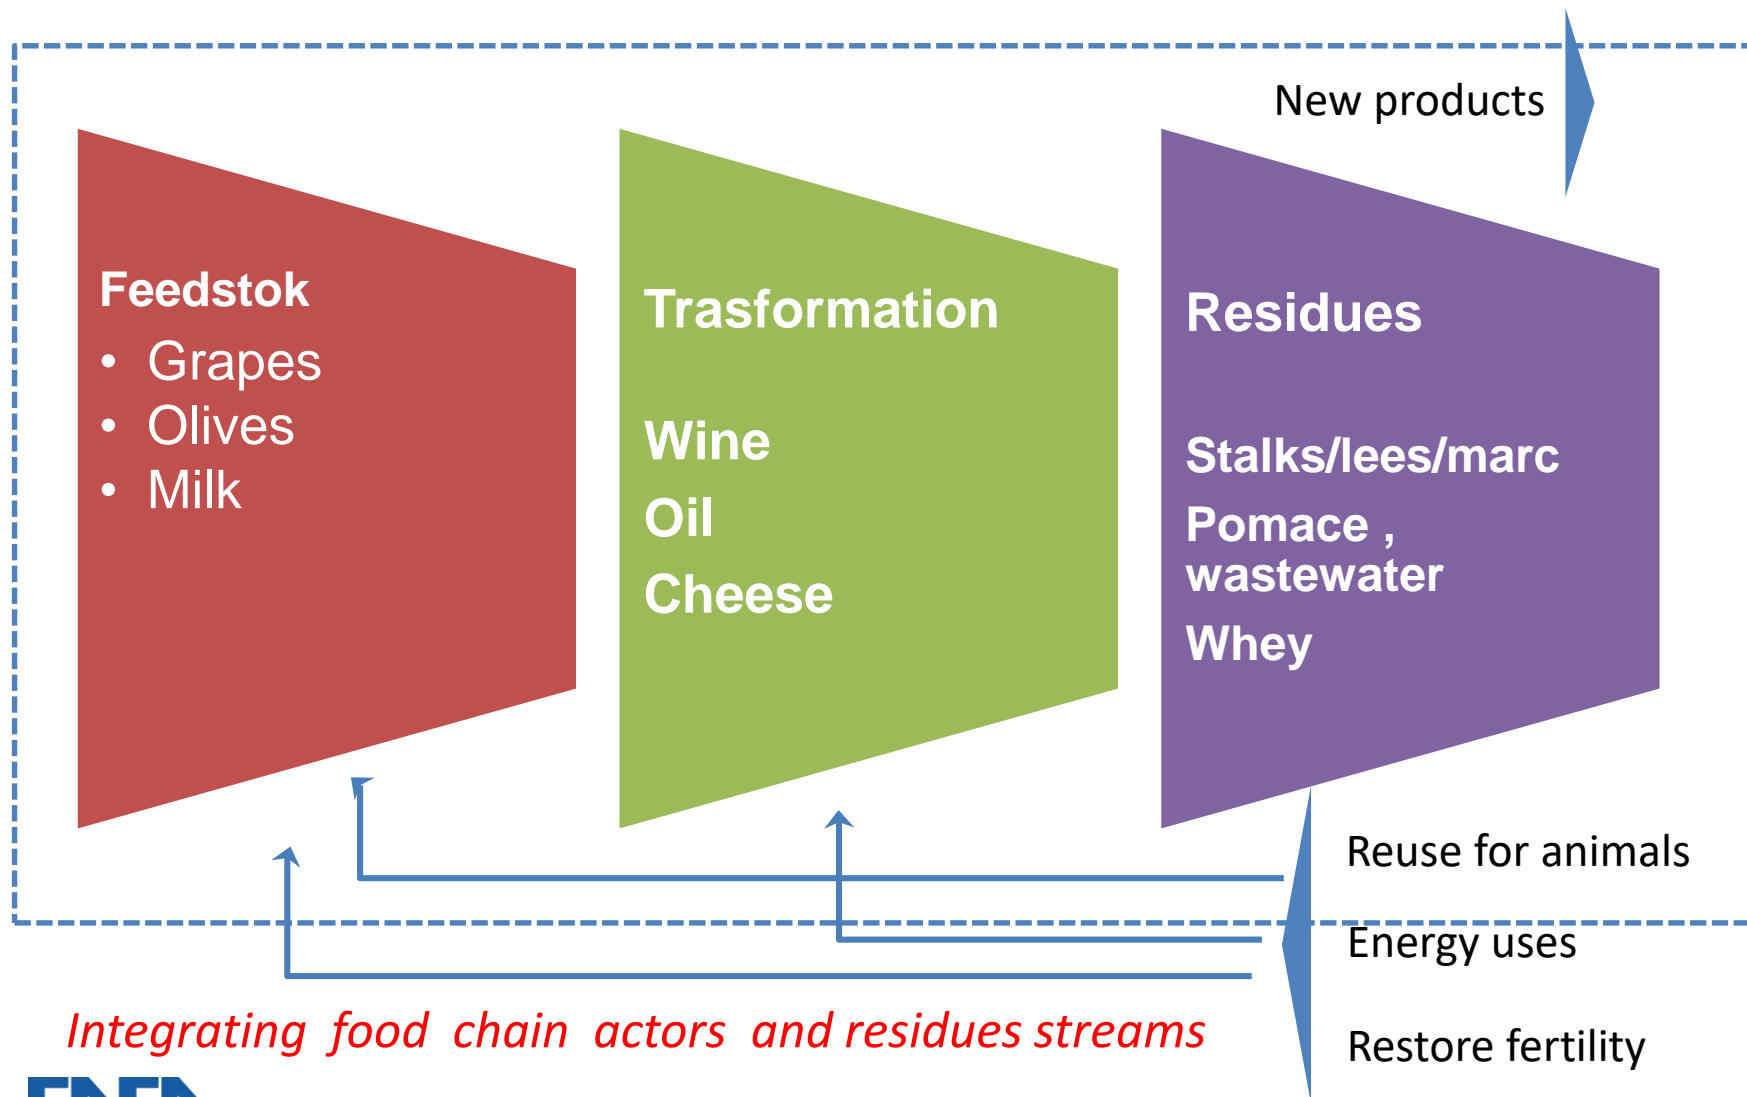 New products
Feedstok
• Grapes
• Olives
• Milk
Trasformation
Wine
Oil
Cheese
Residues
Stalks/lees/marc
Pomace ,
wastewater
Whey
Reuse for animals
Energy uses
Restore fertility
Integrating food chain actors and residues streams